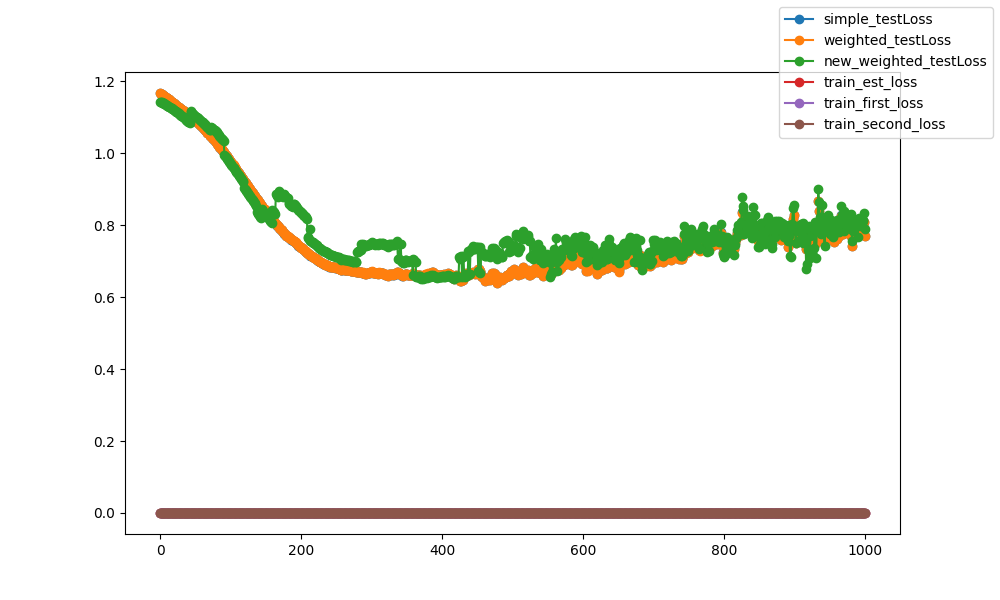 simple_testLoss
weighted_testLoss
new_weighted_testLoss
train_est_loss
train_first_loss
train_second_loss
1.2
1.0
0.8
0.6
0.4
0.2
0.0
0 200 400 600 800 1000